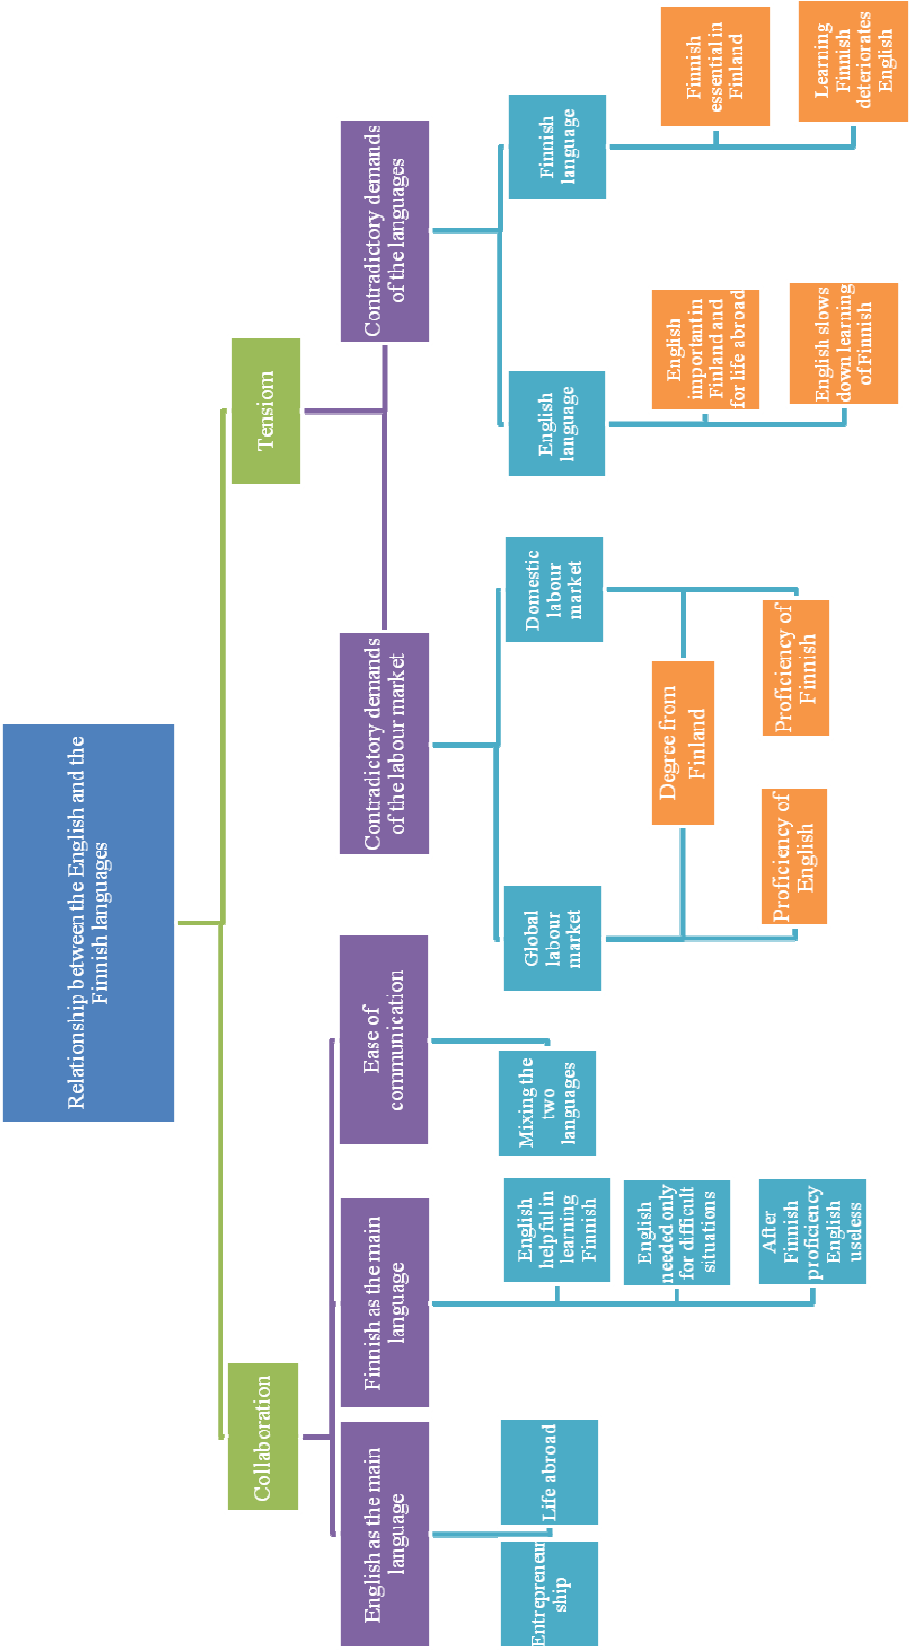 Relationship between the English and the
Finnish languages
Collaboration
Tensiom
English as the main
language
Finnish as the main
language
Ease of
communication
Contradictory demands
of the labour market
Contradictory demands
of the languages
Entrepreneur
ship
Life abroad
English
helpful in
learning
Finnish
English
needed only
for difficult
situations
After
Finnish
proficiency
English
useless
Mixing the
two
languages
Global
labour
market
Domestic
labour
market
Degree from
Finland
Proficiency of
English
Proficiency of
Finnish
English
language
Finnish
language
English
important in
Finland and
for life abroad
English slows
down learning
of Finnish
Finnish
essential in
Finland
Learning
Finnish
deteriorates
English